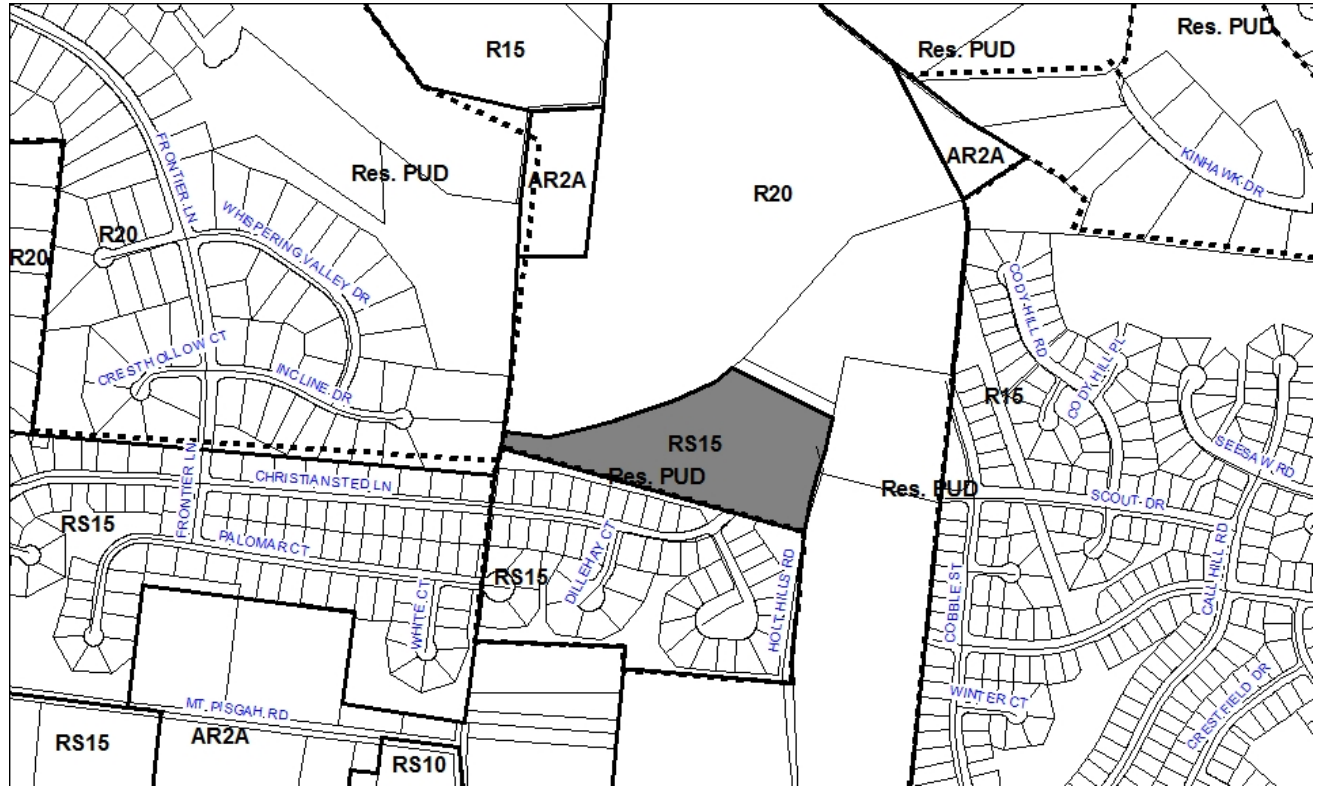 Res. PUD
Res. PUD
R15
AR2A
KINHAWK DR
FRONTIER LN
Res. PUD
AR2A
R20
WHISPERING VALLEY DR
R20
R20
CODY HILL RD
CREST HOLLOW CT
INCLINE DR
CODY HILL PL
R15
RS15
SEESAW RD
FRONTIER LN
CHRISTIANSTED LN
Res. PUD
Res. PUD
SCOUT DR
RS15
PALOMAR CT
RS15
DILLEHAY CT
WHITE CT
HOLT HILLS RD
COBBLE ST
CALL HILL RD
WINTER CT
CRESTFIELD DR
MT. PISGAH RD
RS15
AR2A
RS10